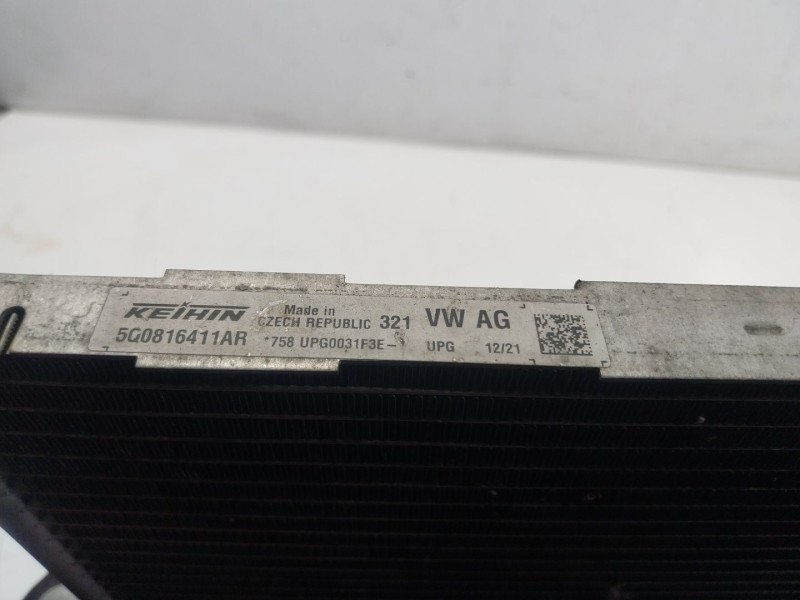 KEIHIN Made in CZECH REPUBLIC 321 VW AG
5G0816411AR *758 UPG0031F3E- UPG 12/21